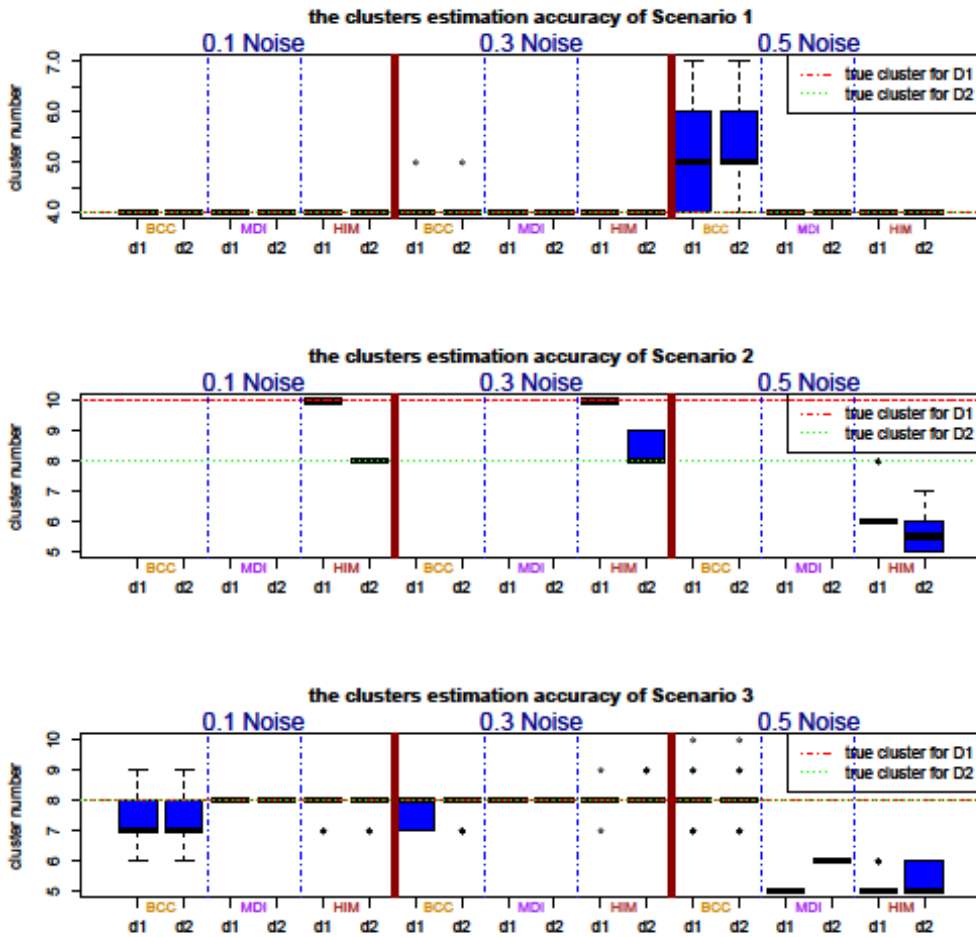 the clusters estimation accuracy of Scenario 1
0.1 Noise 0.3 Noise 0.5 Noise
true cluster for D1
true cluster for D2
cluster number
7.0
6.0
5.0
4.0
BCC MDI HIM BCC MDI HIM BCC MDI HIM
d1 d2 d1 d2 d1 d2 d1 d2 d1 d2 d1 d2 d1 d2 d1 d2 d1 d2
the clusters estimation accuracy of Scenario 2
0.1 Noise 0.3 Noise 0.5 Noise
true cluster for D1
true cluster for D2
cluster number
10
9
8
7
6
5
BCC MDI HIM BCC MDI HIM BCC MDI HIM
d1 d2 d1 d2 d1 d2 d1 d2 d1 d2 d1 d2 d1 d2 d1 d2 d1 d2
the clusters estimation accuracy of Scenario 3
0.1 Noise 0.3 Noise 0.5 Noise
true cluster for D1
true cluster for D2
cluster number
10
9
8
7
6
5
BCC MDI HIM BCC MDI HIM BCC MDI HIM
d1 d2 d1 d2 d1 d2 d1 d2 d1 d2 d1 d2 d1 d2 d1 d2 d1 d2